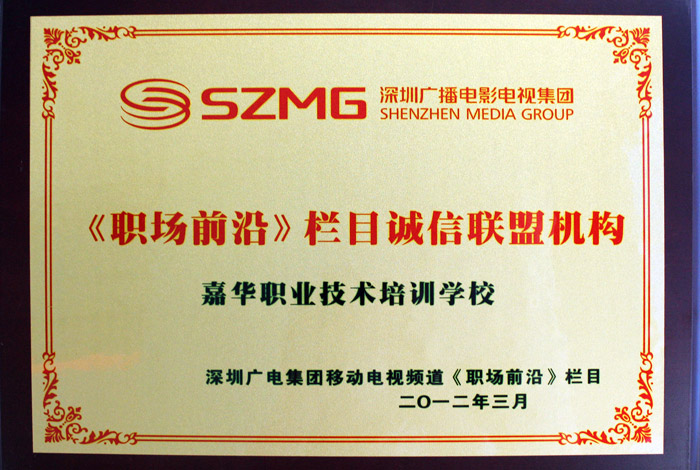 SZMG 深圳广播电影电视集团
SHENZHEN MEDIA GROUP
《职场前沿》栏目诚信联盟机构
嘉华职业技术培训学校
深圳广电集团移动电视频道《职场前沿》栏目
二〇一二年三月